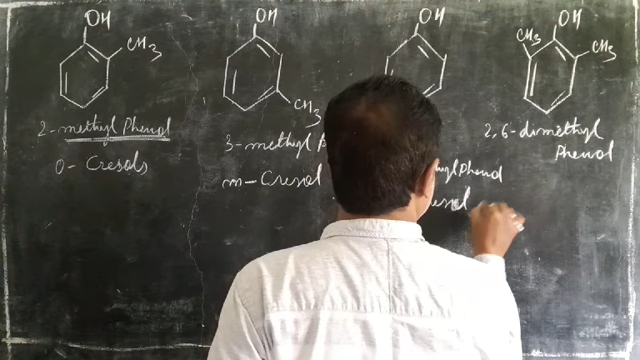 OH
CH3
2-methyl Phenol
O- Cresols
OH
CH3
3-methyl
m-Cresol
OH
OH
CH3
CH3
2,6-dimethyl
Phenol